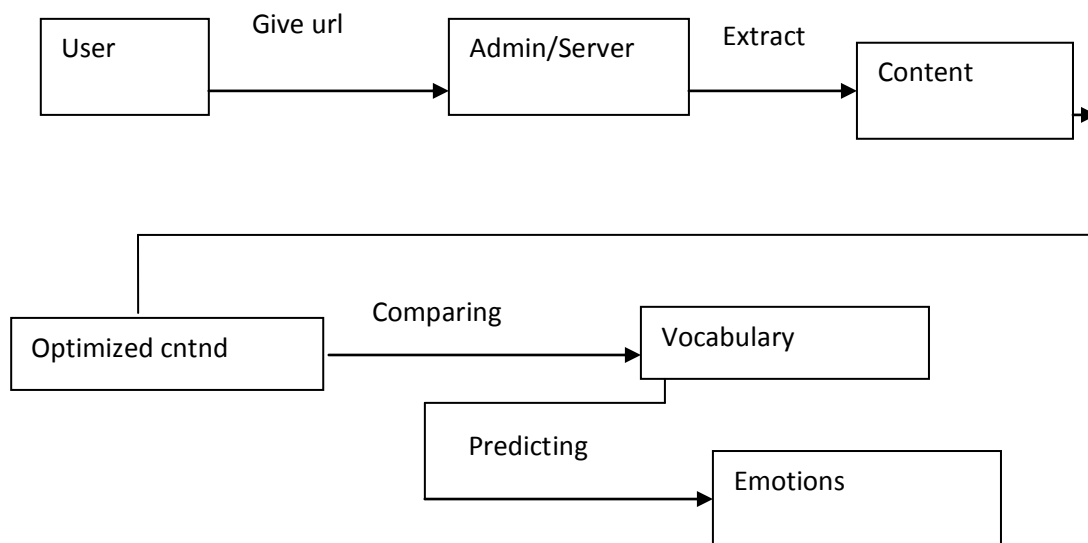 Give url
User
Admin/Server
Extract
Content
Comparing
Optimized cntnd
Vocabulary
Predicting
Emotions